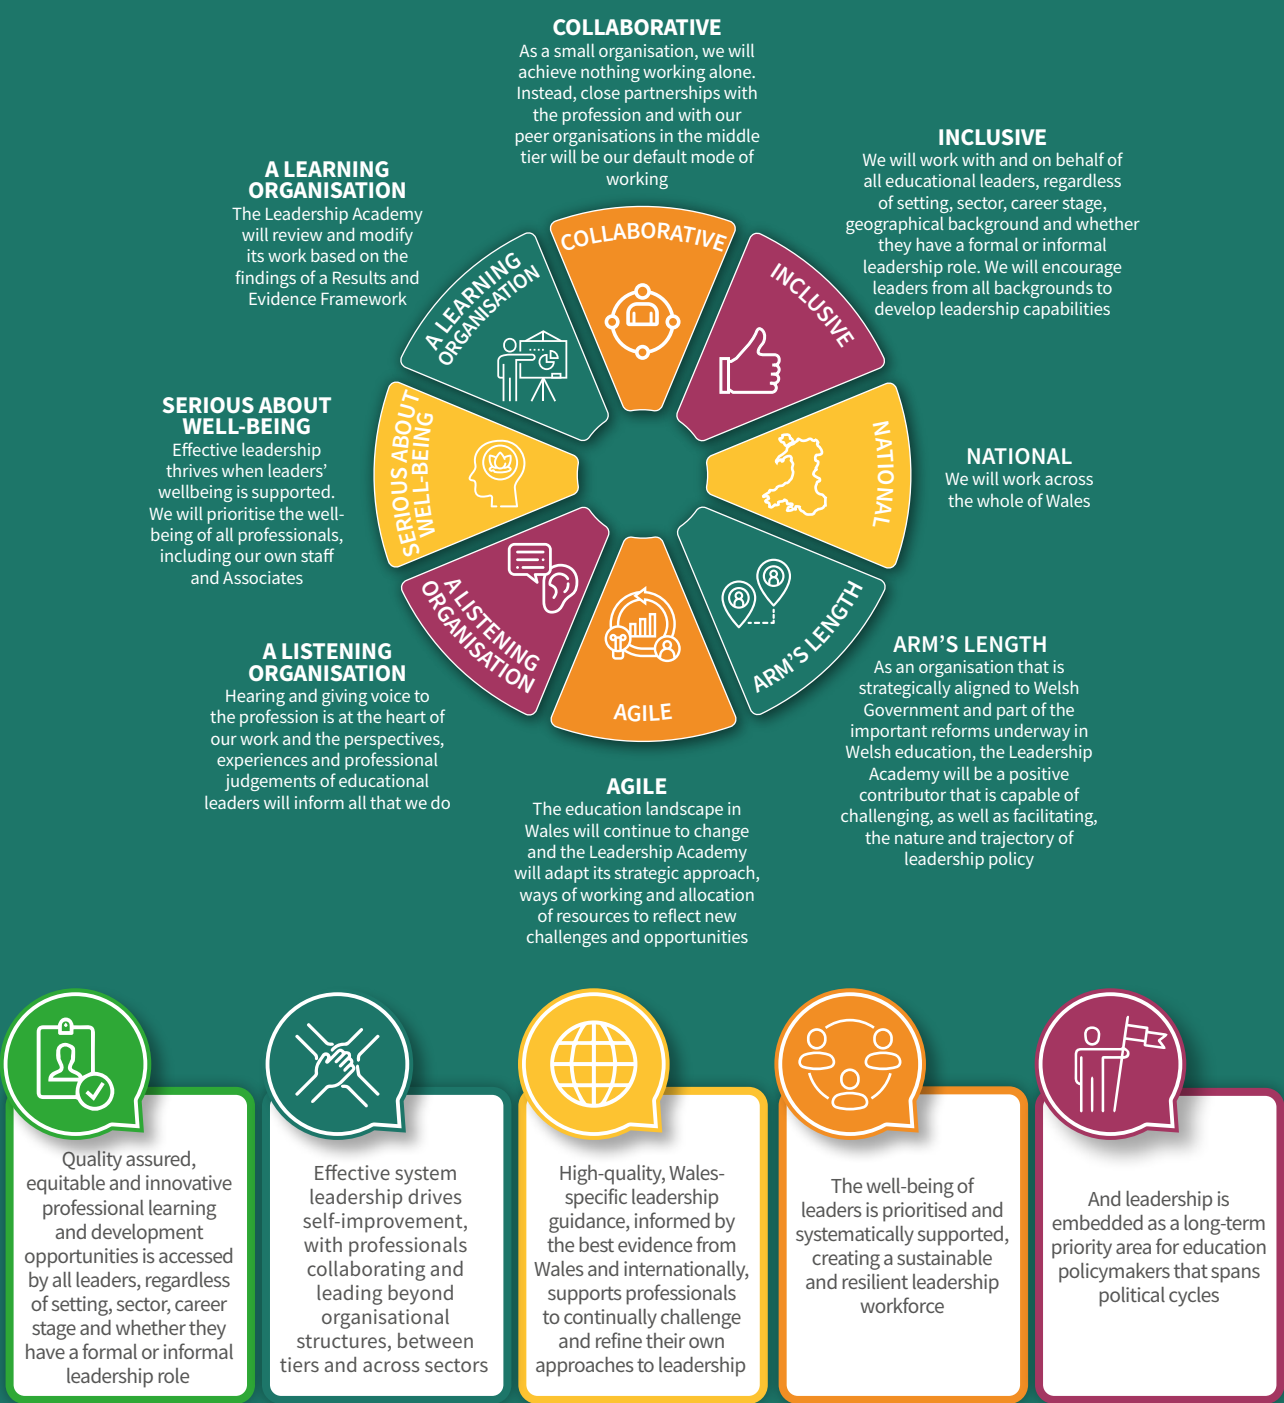 COLLABORATIVE
As a small organisation, we will
achieve nothing working alone.
Instead, close partnerships with
the profession and with our
peer organisations in the middle
tier will be our default mode of
working
INCLUSIVE
We will work with and on behalf of
all educational leaders, regardless
of setting, sector, career stage,
geographical background and whether
they have a formal or informal
leadership role. We will encourage
leaders from all backgrounds to
develop leadership capabilities
A LEARNING
ORGANISATION
The Leadership Academy
will review and modify
its work based on the
findings of a Results and
Evidence Framework
COLLABORATIVE
INCLUSIVE
A LEARNING
ORGANISATION
SERIOUS ABOUT
WELL-BEING
NATIONAL
A LISTENING
ORGANISATION
AGILE
ARM'S LENGTH
SERIOUS ABOUT
WELL-BEING
Effective leadership
thrives when leaders’
wellbeing is supported.
We will prioritise the well-
being of all professionals,
including our own staff
and Associates
NATIONAL
We will work across
the whole of Wales
A LISTENING
ORGANISATION
Hearing and giving voice to
the profession is at the heart of
our work and the perspectives,
experiences and professional
judgements of educational
leaders will inform all that we do
ARM’S LENGTH
As an organisation that is
strategically aligned to Welsh
Government and part of the
important reforms underway in
Welsh education, the Leadership
Academy will be a positive
contributor that is capable of
challenging, as well as facilitating,
the nature and trajectory of
leadership policy
AGILE
The education landscape in
Wales will continue to change
and the Leadership Academy
will adapt its strategic approach,
ways of working and allocation
of resources to reflect new
challenges and opportunities
Quality assured,
equitable and innovative
professional learning
and development
opportunities is accessed
by all leaders, regardless
of setting, sector, career
stage and whether they
have a formal or informal
leadership role
Effective system
leadership drives
self-improvement,
with professionals
collaborating and
leading beyond
organisational
structures, between
tiers and across sectors
High-quality, Wales-
specific leadership
guidance, informed by
the best evidence from
Wales and internationally,
supports professionals
to continually challenge
and refine their own
approaches to leadership
The well-being of
leaders is prioritised and
systematically supported,
creating a sustainable
and resilient leadership
workforce
And leadership is
embedded as a long-term
priority area for education
policymakers that spans
political cycles